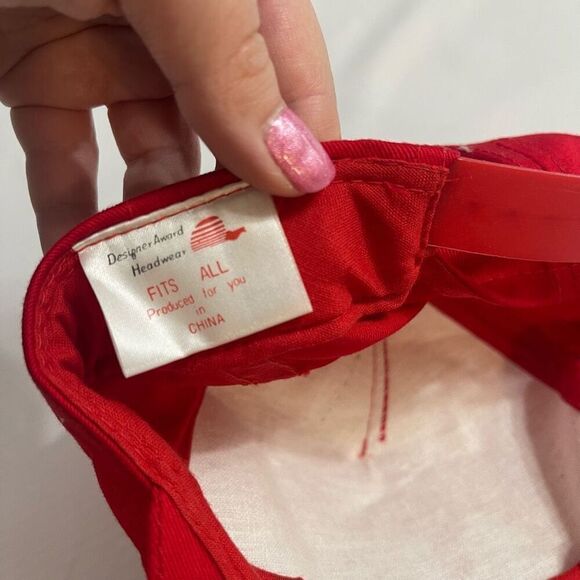 Designer Award
Headwear
FITS ALL
Produced for you
in
CHINA